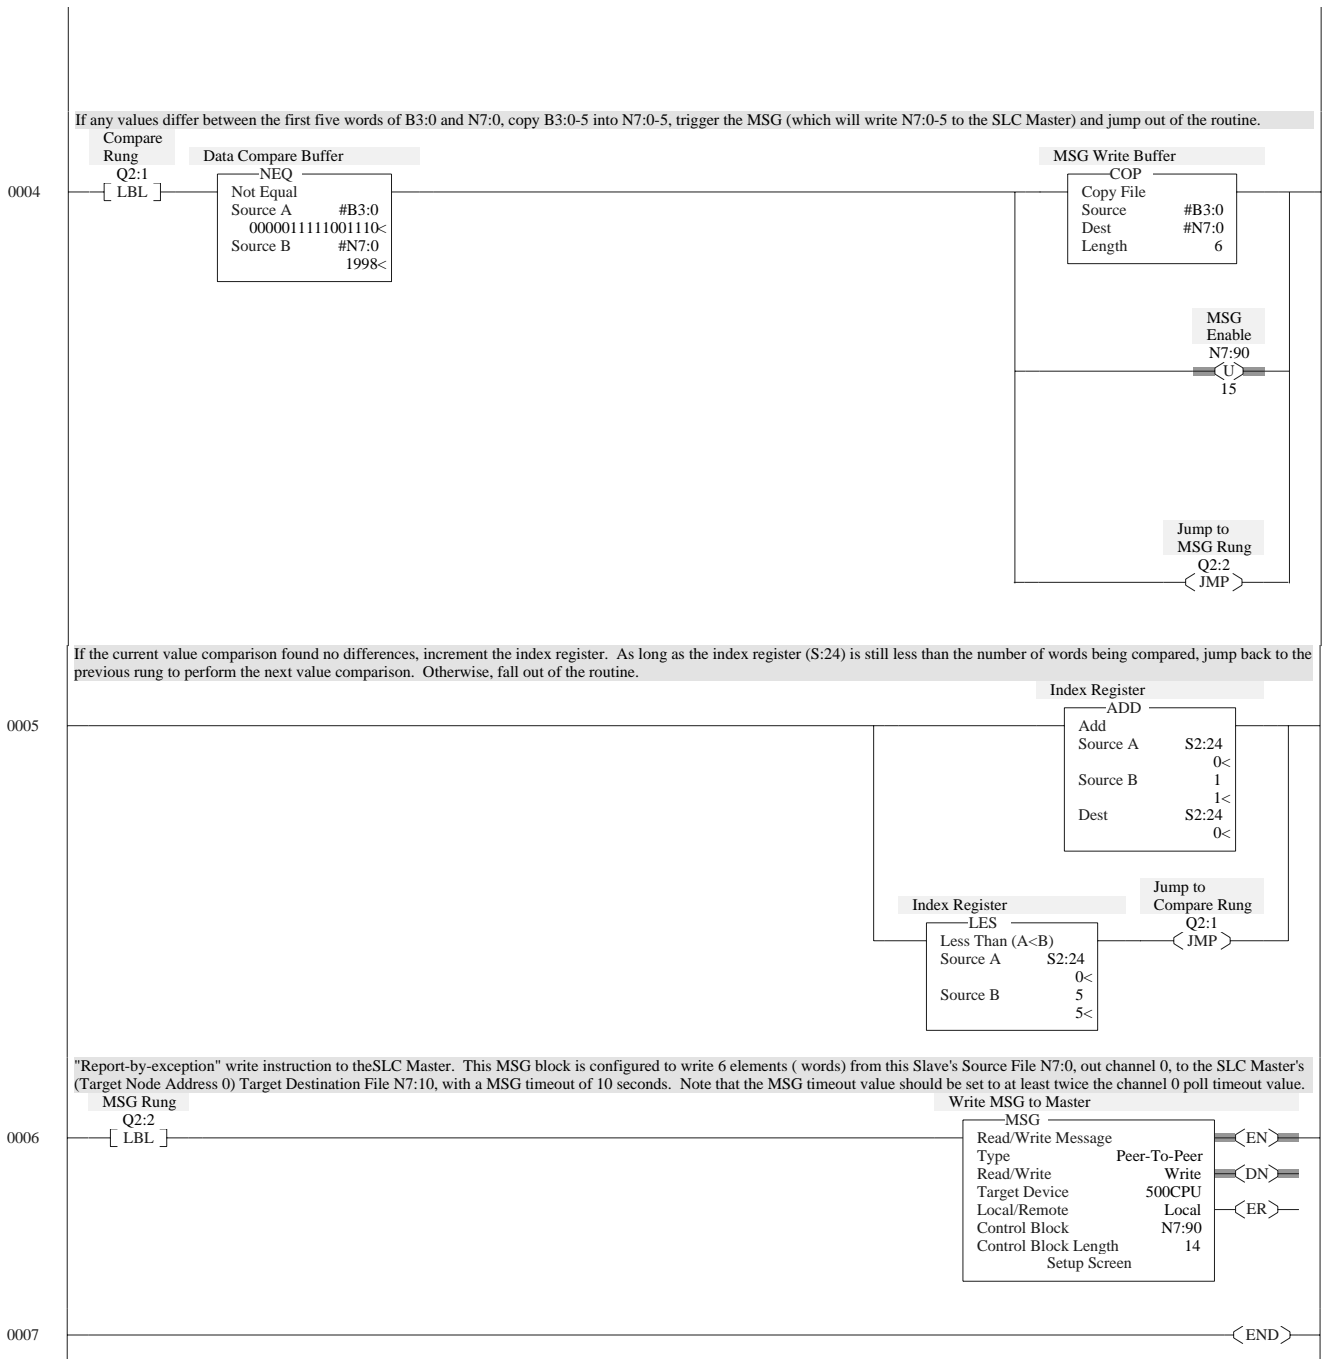 If any values differ between the first five words of B3:0 and N7:0, copy B3:0-5 into N7:0-5, trigger the MSG (which will write N7:0-5 to the SLC Master) and jump out of the routine.
Compare
Rung
Q2:1
LBL
Data Compare Buffer
NEQ
Not Equal
Source A #B3:0
0000011111001110<
Source B #N7:0
1998<
MSG Write Buffer
COP
Copy File
Source #B3:0
Dest #N7:0
Length 6
0004
MSG
Enable
N7:90
U
15
Jump to
MSG Rung
Q2:2
JMP
If the current value comparison found no differences, increment the index register. As long as the index register (S:24) is still less than the number of words being compared, jump back to the
previous rung to perform the next value comparison. Otherwise, fall out of the routine.
0005
Index Register
ADD
Add
Source A S2:24
0<
Source B 1
1<
Dest S2:24
0<
Index Register
LES
Less Than (A<B)
Source A S2:24
0<
Source B 5
5<
Jump to
Compare Rung
Q2:1
JMP
"Report-by-exception" write instruction to theSLC Master. This MSG block is configured to write 6 elements ( words) from this Slave's Source File N7:0, out channel 0, to the SLC Master's
(Target Node Address 0) Target Destination File N7:10, with a MSG timeout of 10 seconds. Note that the MSG timeout value should be set to at least twice the channel 0 poll timeout value.
MSG Rung
Q2:2
LBL
0006
Write MSG to Master
MSG
Read/Write Message
Type Peer-To-Peer
Read/Write Write
Target Device 500CPU
Local/Remote Local
Control Block N7:90
Control Block Length 14
Setup Screen
EN
DN
ER
0007
END